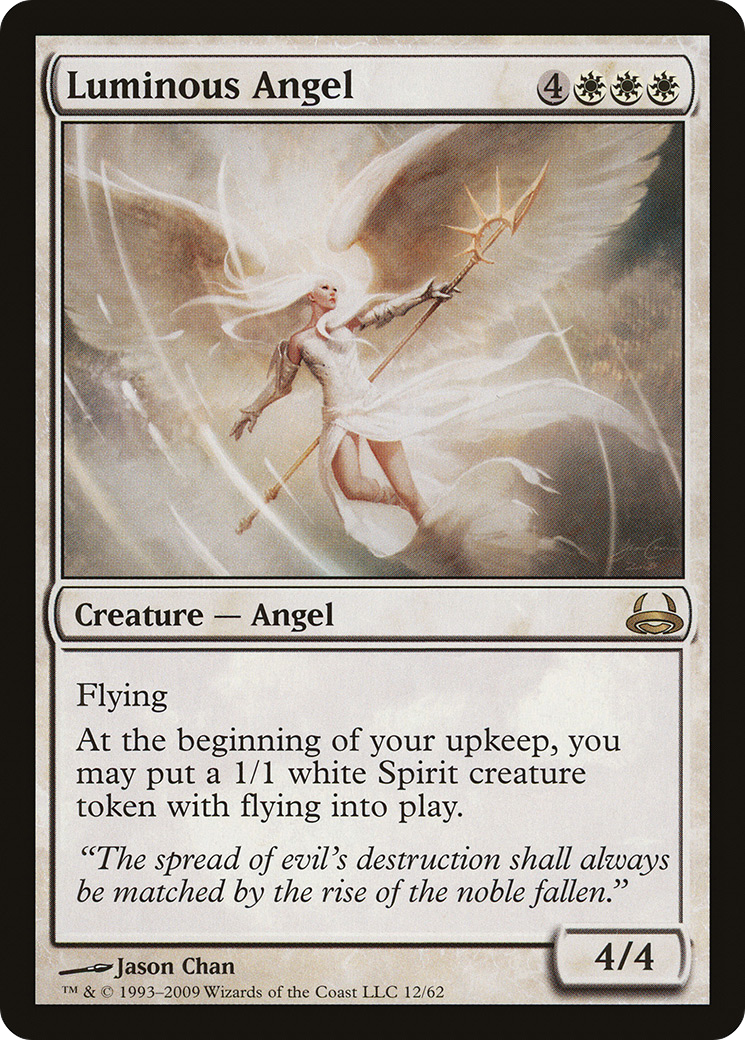 Luminous Angel 4
Creature — Angel
Flying
At the beginning of your upkeep, you
may put a 1/1 white Spirit creature
token with flying into play.
“The spread of evil’s destruction shall always
be matched by the rise of the noble fallen.”
4/4
Jason Chan
™ & © 1993–2009 Wizards of the Coast LLC 12/62